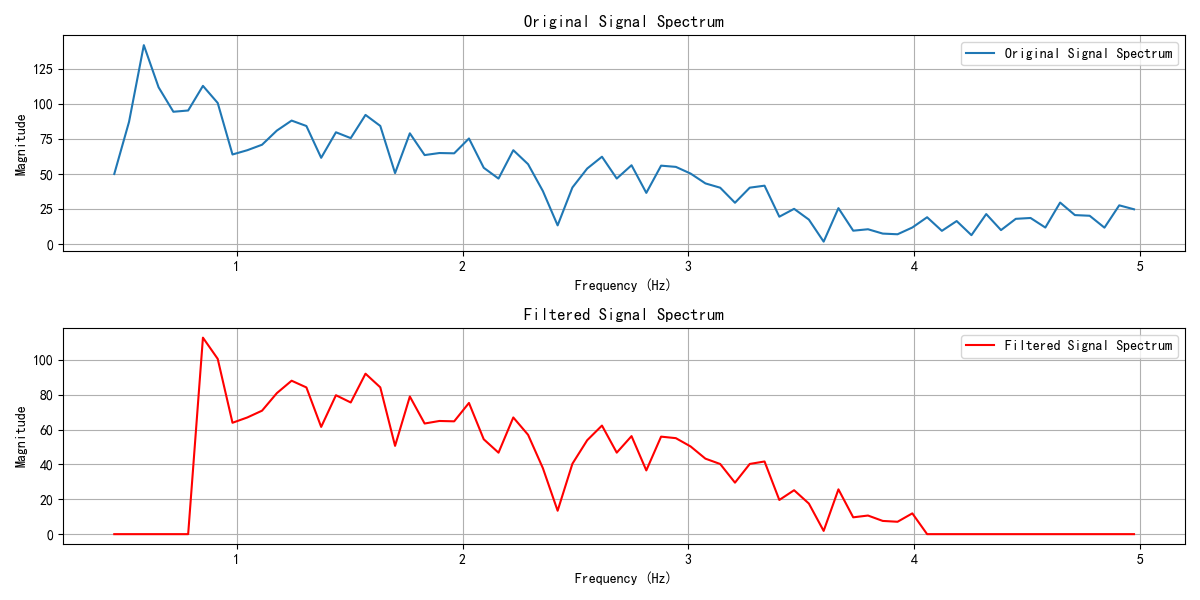 Original Signal Spectrum
Original Signal Spectrum
125
100
75
50
25
0
Magnitude
1 2 3 4 5
Frequency (Hz)
Filtered Signal Spectrum
Filtered Signal Spectrum
100
80
60
40
20
0
Magnitude
1 2 3 4 5
Frequency (Hz)